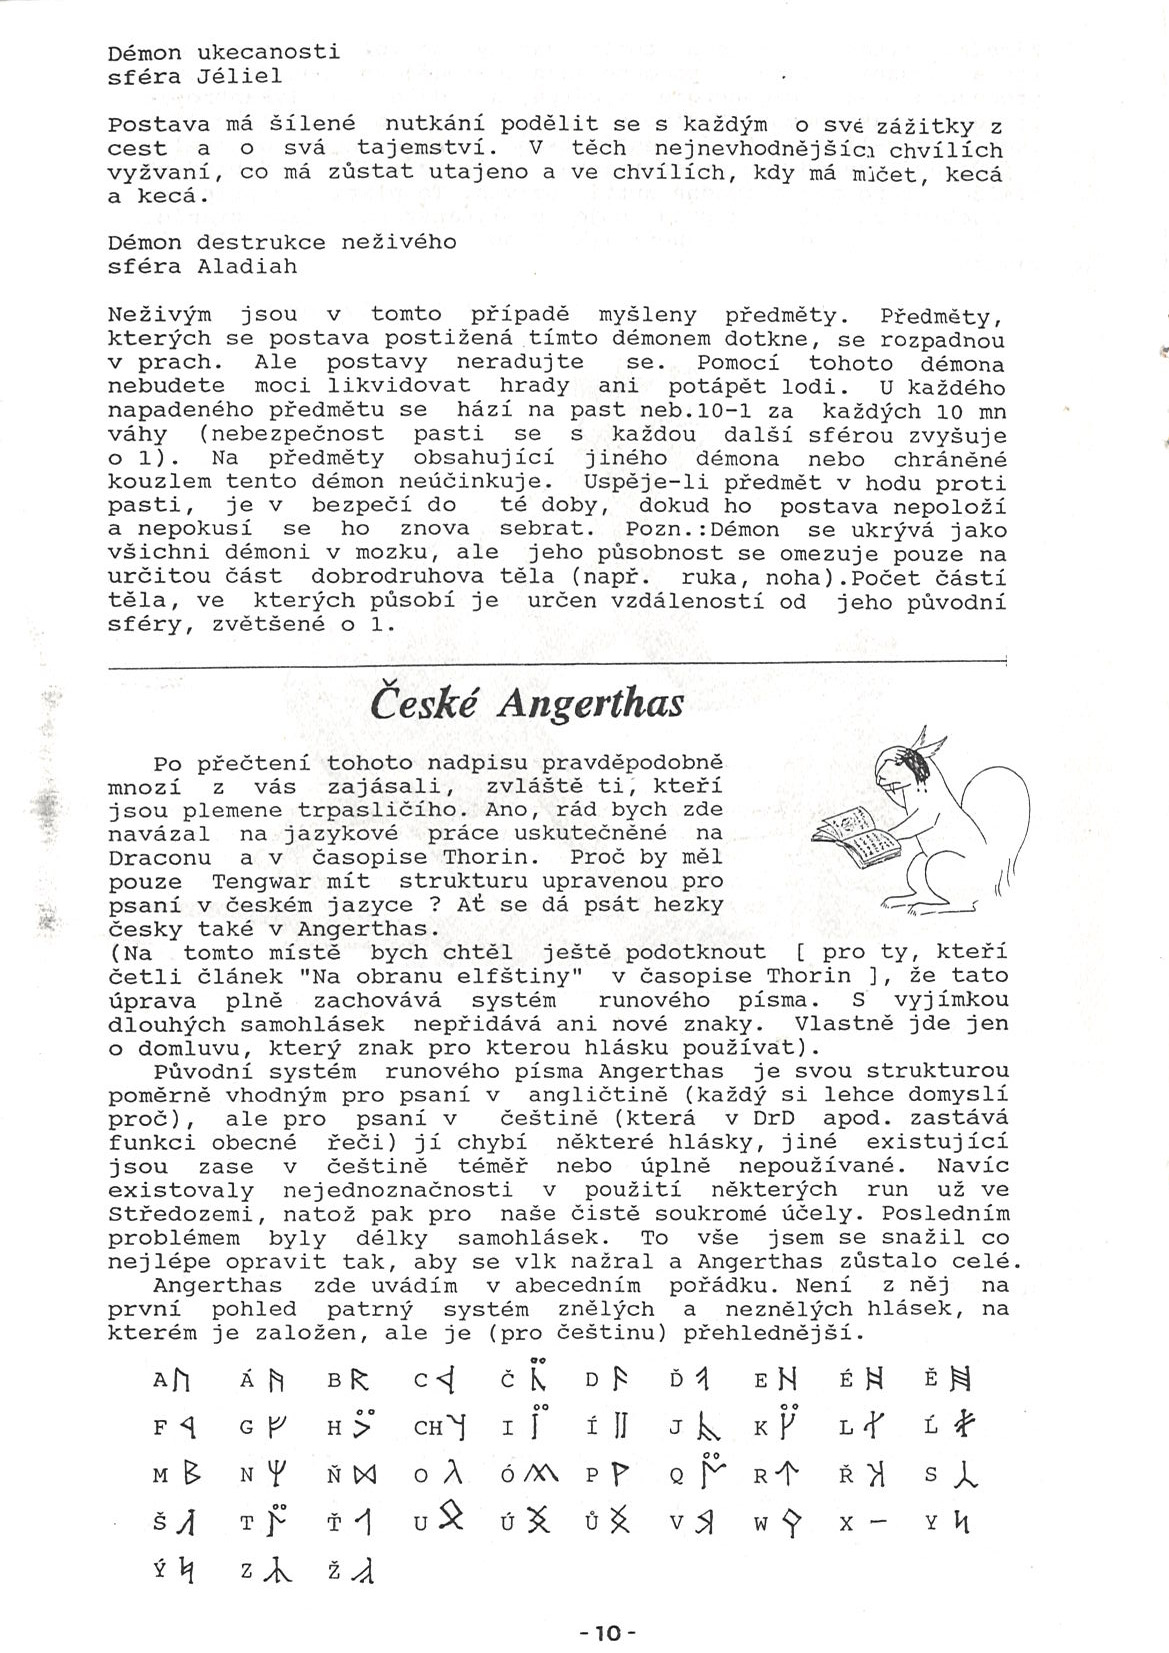 Démon ukecanosti
sféra Jéliel
Postava má šílené nutkání podělit se s každým o své zážitky z
cest a o svá tajemství. V těch nejnevhodnějšícn chvílích
vyžvaní, co má zůstat utajeno a ve chvílích, kdy má mlčet, kecá
a kecá.
Démon destrukce neživého
sféra Aladiah
Neživým jsou v tomto případě myšleny předměty. Předměty,
kterých se postava postižená tímto démonem dotkne, se rozpadnou
v prach. Ale postavy neradujte se. Pomocí tohoto démona
nebudete moci likvidovat hrady ani potápět lodi. U každého
napadeného předmětu se hází na past neb.10-1 za každých 10 mn
váhy (nebezpečnost pasti se s každou další sférou zvyšuje
o 1). Na předměty obsahující jiného démona nebo chráněné
kouzlem tento démon neúčinkuje. Uspěje-li předmět v hodu proti
pasti, je v bezpečí do té doby, dokud ho postava nepoloží
a nepokusí se ho znova sebrat. Pozn.:Démon se ukrývá jako
všichni démoni v mozku, ale jeho působnost se omezuje pouze na
určitou část dobrodruhova těla (např. ruka, noha).Počet částí
těla, ve kterých působí je určen vzdáleností od jeho původní
sféry, zvětšené o 1.
České Angerthas
Po přečtení tohoto nadpisu pravděpodobně
mnozí z vás zajásali, zvláště ti, kteří
jsou plemene trpasličího. Ano, rád bych zde
navázal na jazykové práce uskutečněné na
Draconu a v časopise Thorin. Proč by měl
pouze Tengwar mít strukturu upravenou pro
psaní v českém jazyce ? Ať se dá psát hezky
česky také v Angerthas.
(Na tomto místě bych chtěl ještě podotknout [ pro ty, kteří
četli článek "Na obranu elfštiny" v časopise Thorin ], že tato
úprava plně zachovává systém runového písma. S vyjímkou
dlouhých samohlásek nepřidává ani nové znaky. Vlastně jde jen
o domluvu, který znak pro kterou hlásku používat).
Původní systém runového písma Angerthas je svou strukturou
poměrně vhodným pro psaní v angličtině (každý si lehce domyslí
proč), ale pro psaní v češtině (která v DrD apod. zastává
funkci obecné řeči) jí chybí některé hlásky, jiné existující
jsou zase v češtině téměř nebo úplně nepoužívané. Navíc
existovaly nejednoznačnosti v použití některých run už ve
Středozemi, natož pak pro naše čistě soukromé účely. Posledním
problémem byly délky samohlásek. To vše jsem se snažil co
nejlépe opravit tak, aby se vlk nažral a Angerthas zůstalo celé.
Angerthas zde uvádím v abecedním pořádku. Není z něj na
první pohled patrný systém znělých a neznělých hlásek, na
kterém je založen, ale je (pro češtinu) přehlednější.
A Á B C Č D Ď E É Ě
F G H CH I Í J K L Ĺ
M N Ň O Ó P Q R Ř S
Š T Ť U Ú Ů V W X – Y
Ý Z Ž
-10-